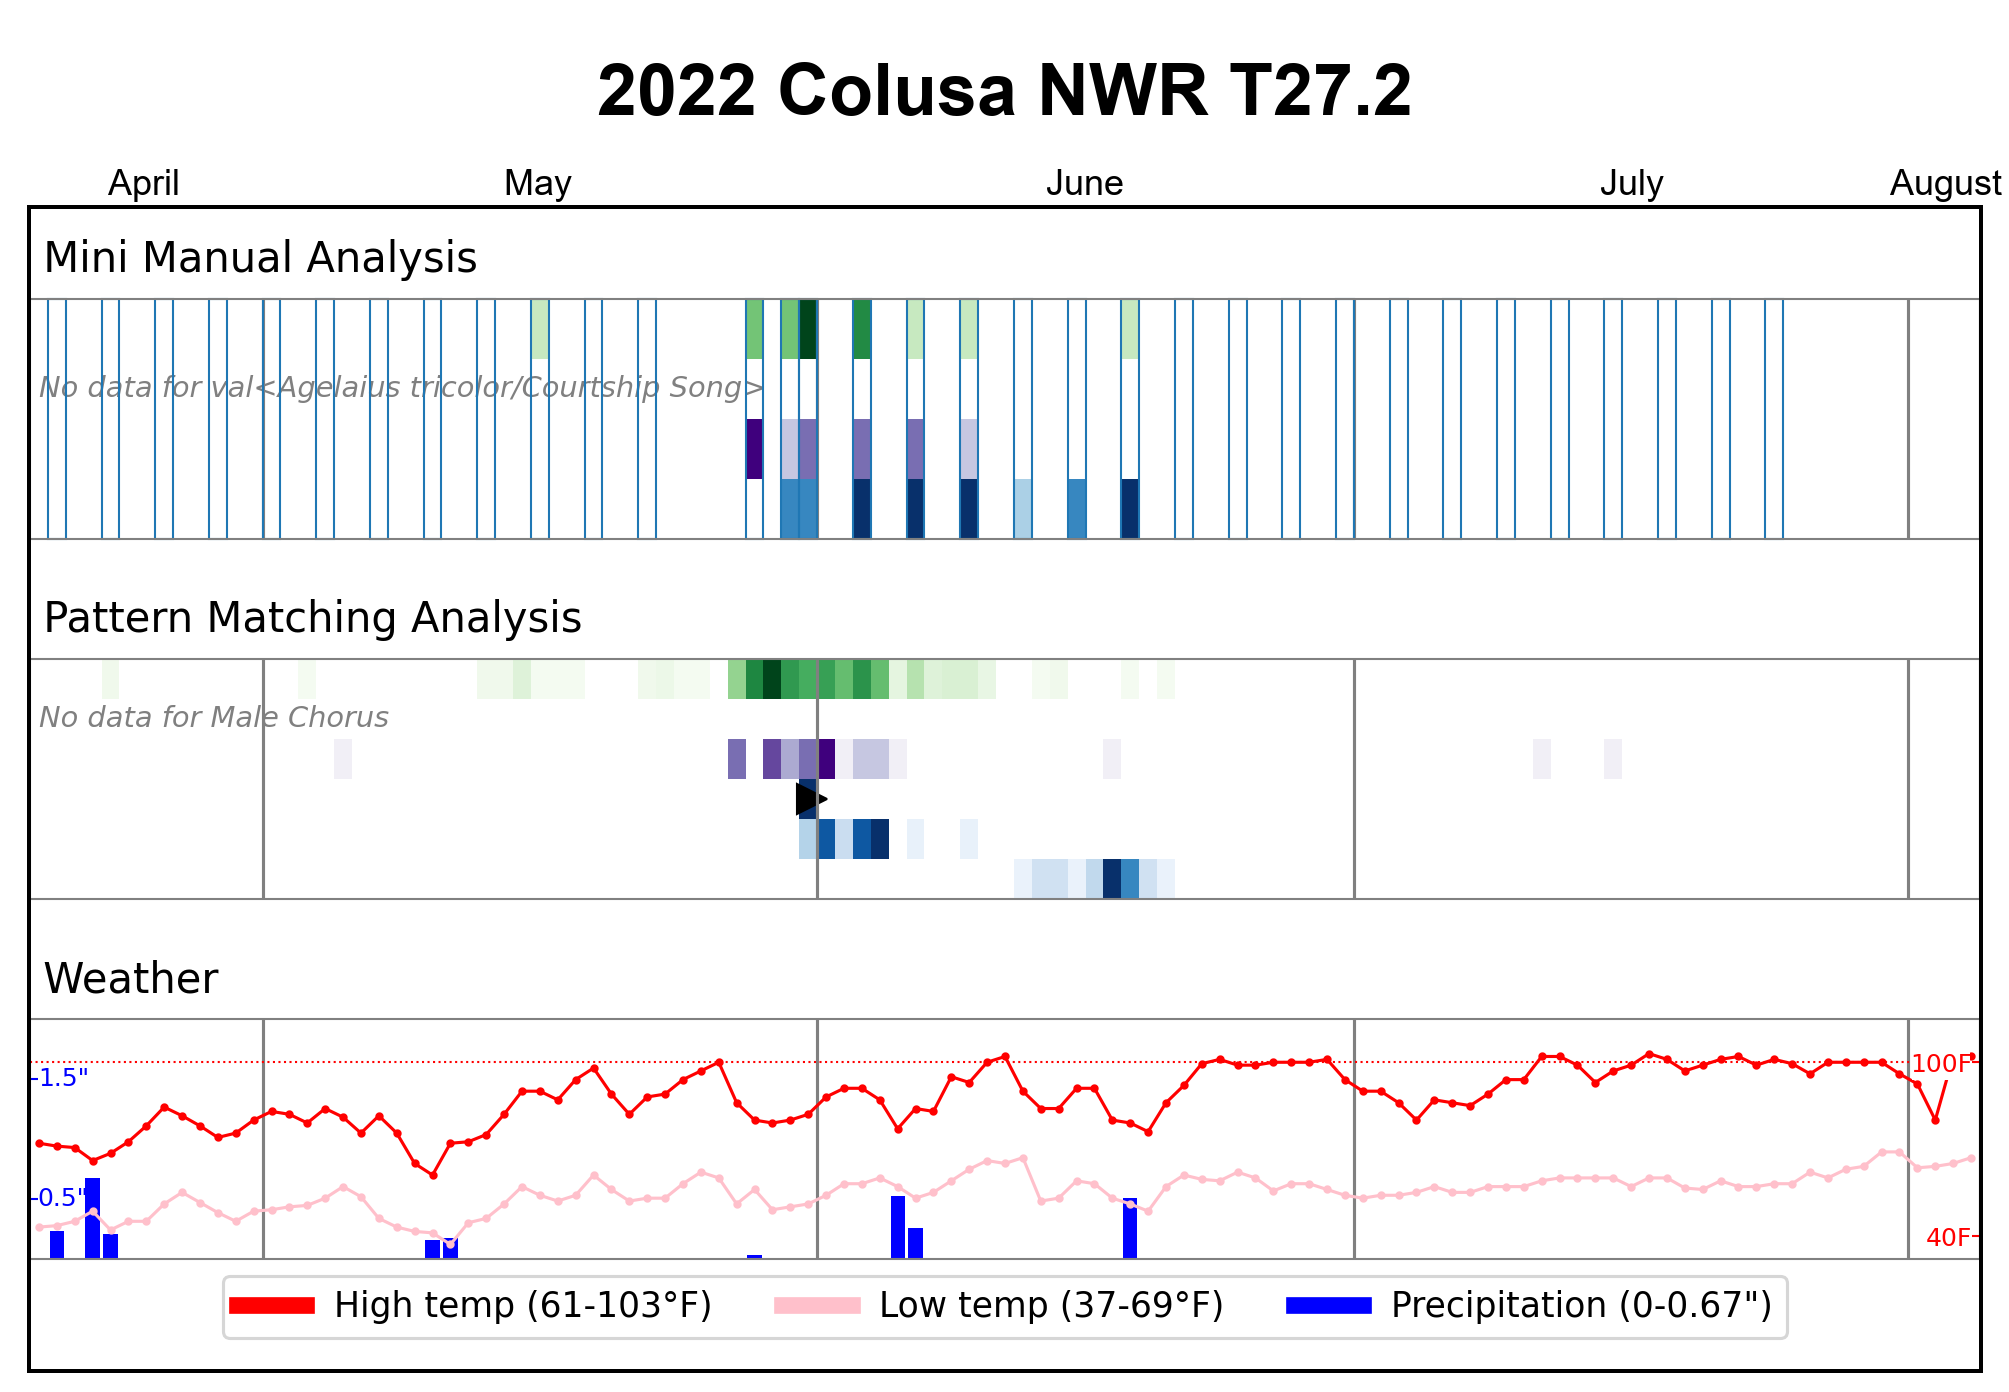 2022 Colusa NWR T27.2
April May June July August
Mini Manual Analysis
No data for val<Agelaius tricolor/Courtship Song>
Pattern Matching Analysis
No data for Male Chorus
Weather
100F
1.5"
0.5"
40F
High temp (61-103°F) Low temp (37-69°F) Precipitation (0-0.67")